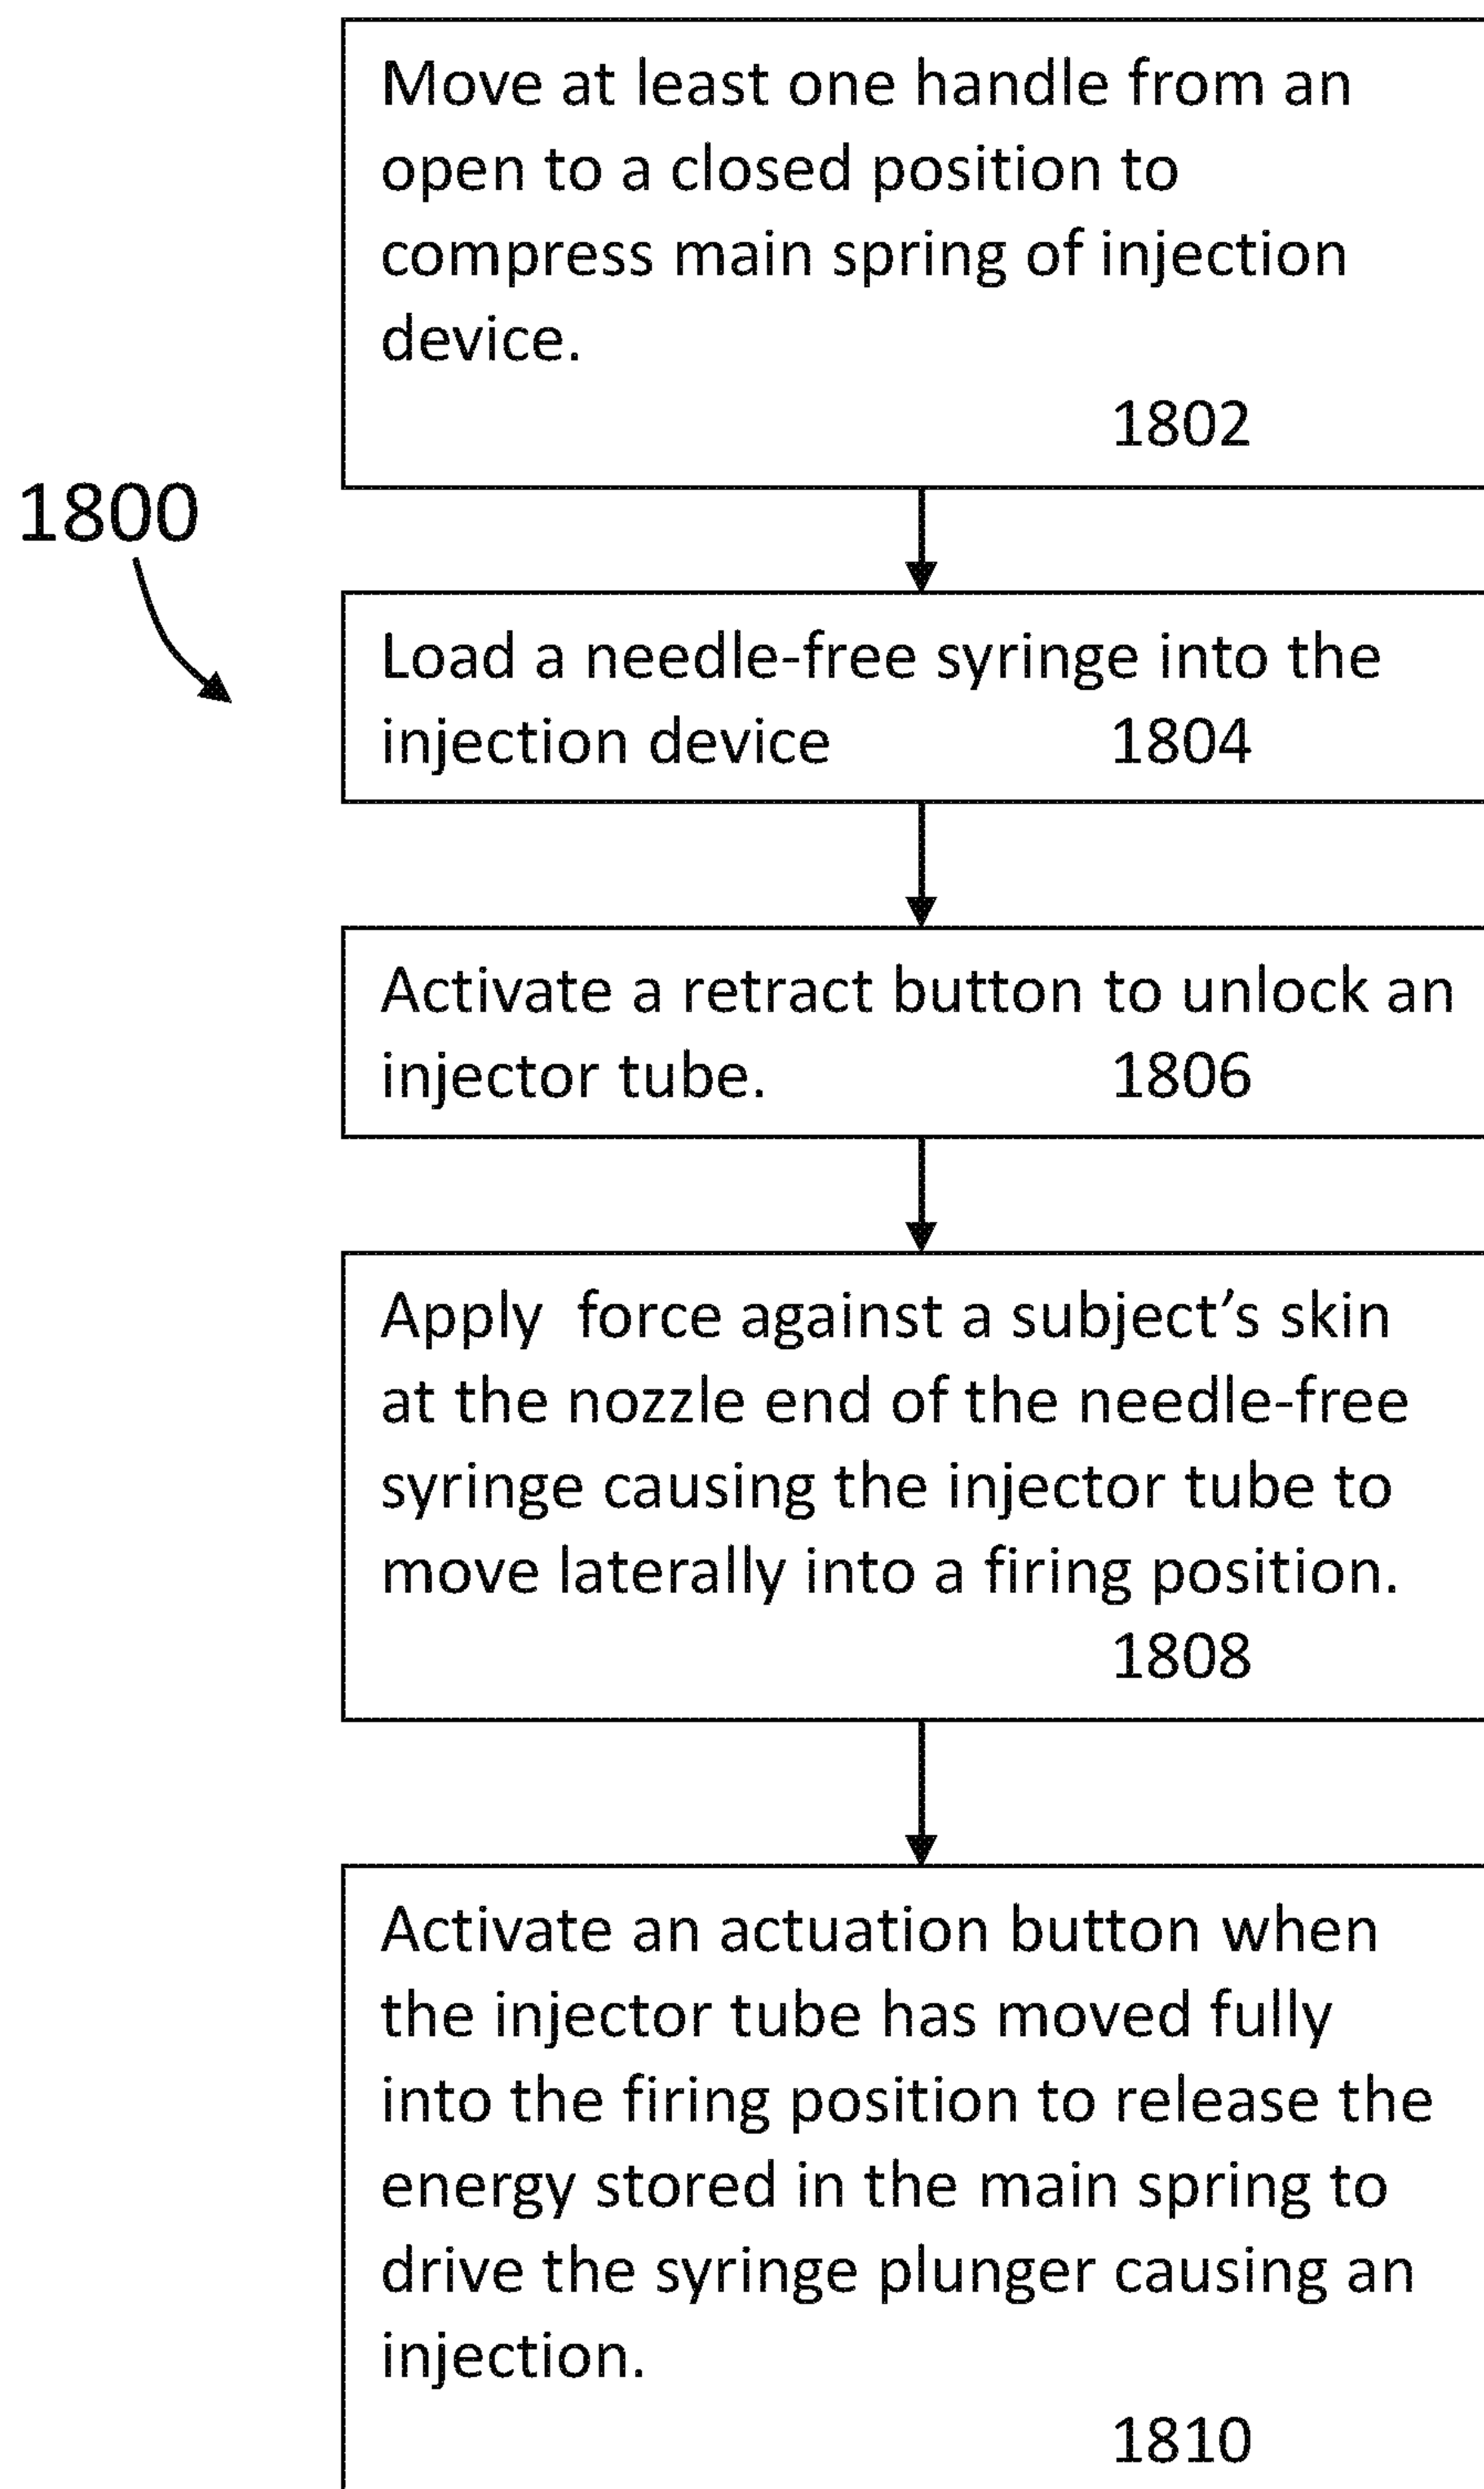 Move at least one handle from an
open to a closed position to
compress main spring of injection
device.
1802
1800
Load a needle-free syringe into the
injection device 1804
Activate a retract button to unlock an
injector tube. 1806
Apply  force against a subject’s skin
at the nozzle end of the needle-free
syringe causing the injector tube to
move laterally into a firing position.
1808
Activate an actuation button when
the injector tube has moved fully
into the firing position to release the
energy stored in the main spring to
drive the syringe plunger causing an
injection.
1810